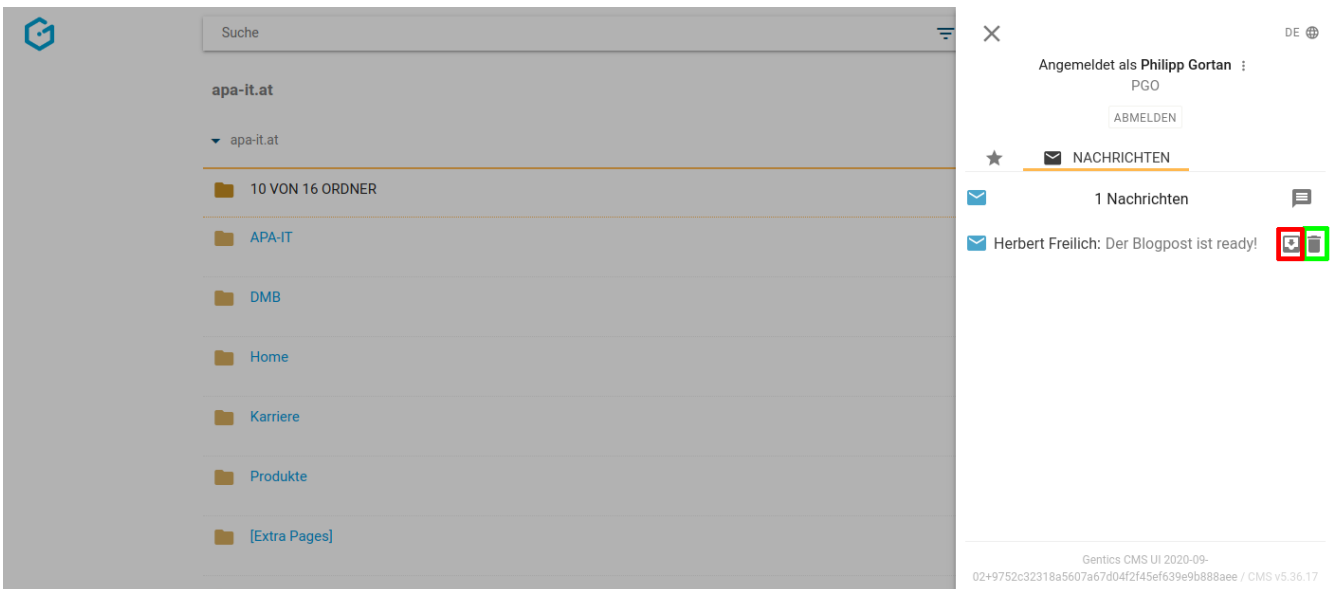 Suche
apa-it.at
apa-it.at
10 VON 16 ORDNER
APA-IT
DMB
Home
Karriere
Produkte
[Extra Pages]
DE
Angemeldet als Philipp Gortan
PGO
ABMELDEN
NACHRICHTEN
1 Nachrichten
Herbert Freilich: Der Blogpost ist ready!
Gentics CMS UI 2020-09-
02+9752c32318a5607a67d04f2f45ef639e9b888aee / CMS v5.36.17